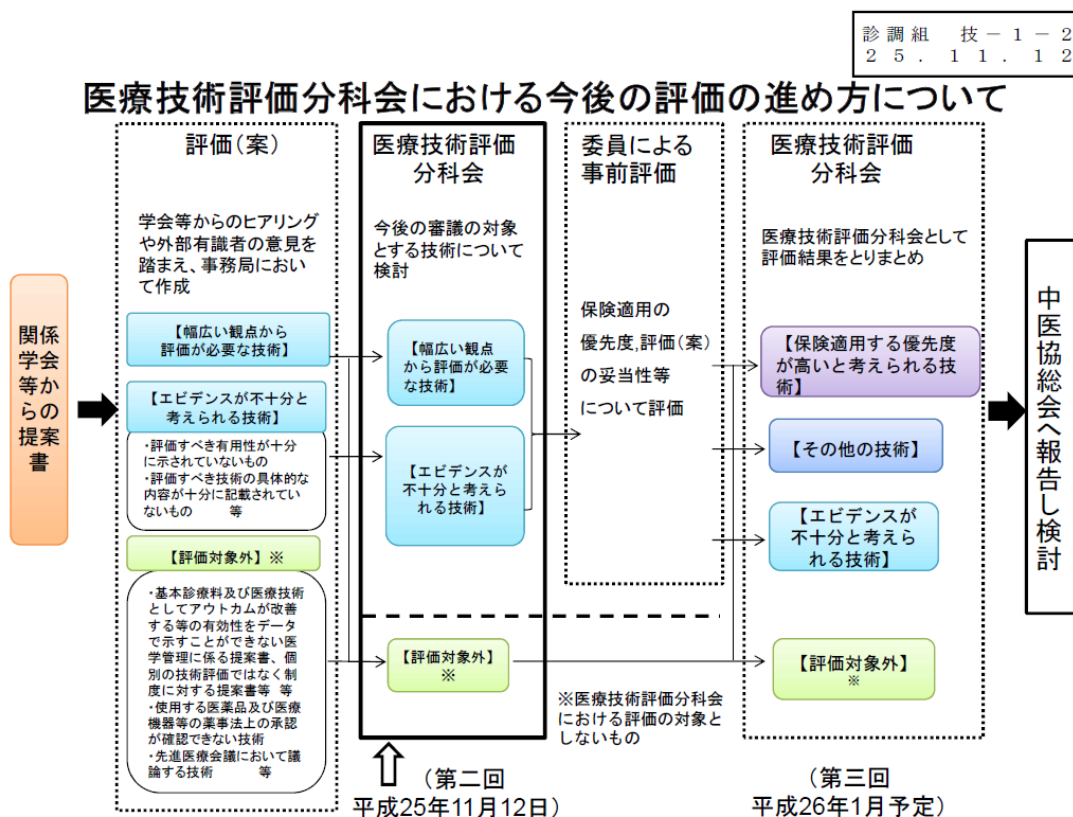 診調組 技－１－２
２５．１１．１２
医療技術評価分科会における今後の評価の進め方について
関係学会等からの提案書
評価（案）
学会等からのヒアリング
や外部有識者の意見を
踏まえ、事務局におい
て作成
【幅広い観点から
評価が必要な技術】
【エビデンスが不十分と
考えられる技術】
・評価すべき有用性が十分
に示されていないもの
・評価すべき技術の具体的な
内容が十分に記載されてい
ないもの 等
【評価対象外】※
・基本診療料及び医療技術
としてアウトカムが改善
する等の有効性をデータ
で示すことができない医
学管理に係る提案書、個
別の技術評価ではなく制
度に対する提案書等 等
・使用する医薬品及び医療
機器等の薬事法上の承認
が確認できない技術
・先進医療会議において議
論する技術 等
医療技術評価
分科会
今後の審議の対象
とする技術について
検討
【幅広い観点
から評価が必要
な技術】
【エビデンスが
不十分と考えら
れる技術】
【評価対象外】
※
（第二回
平成25年11月12日）
委員による
事前評価
保険適用の
優先度,評価（案）
の妥当性等
について評価
※医療技術評価分科会
における評価の対象と
しないもの
医療技術評価
分科会
医療技術評価分科会として
評価結果をとりまとめ
【保険適用する優先度
が高いと考えられる技
術】
【その他の技術】
【エビデンスが
不十分と考えら
れる技術】
【評価対象外】
※
（第三回
平成26年1月予定）
中医協総会へ報告し検討